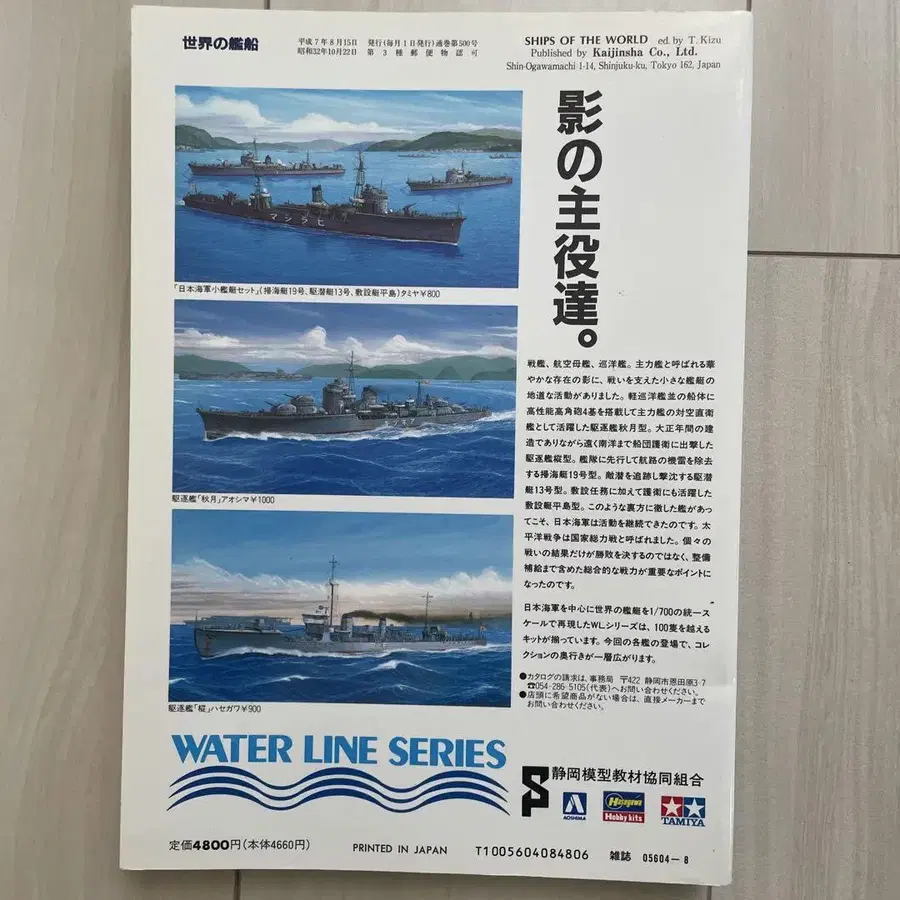 世界の艦船
平成7年8月15日 発行(毎月1日発行)通巻第500号
昭和32年10月22日 第3種郵便物認可
SHIPS OF THE WORLD ed. by T. Kizu
Published by Kaijinsha Co., Ltd.
Shin-Ogawamachi 1-14, Shinjuku-ku, Tokyo 162, Japan
影の主役達。
マシラヒ
「日本海軍小艦艇セット」(掃海艇19号、駆潜艇13号、敷設艇平島)タミヤ¥800
駆逐艦「秋月」アオシマ¥1000
駆逐艦「樅」ハセガワ¥900
戦艦、航空母艦、巡洋艦。主力艦と呼ばれる華
やかな存在の影に、戦いを支えた小さな艦艇の
地道な活動がありました。軽巡洋艦並の船体に
高性能高角砲4基を搭載して主力艦の対空直衛
艦として活躍した駆逐艦秋月型。大正年間の建
造でありながら遠く南洋まで船団護衛に出撃した
駆逐艦樅型。艦隊に先行して航路の機雷を除去
する掃海艇19号型。敵潜を追跡し撃沈する駆潜
艇13号型。敷設任務に加えて護衛にも活躍した
敷設艇平島型。このような裏方に徹した艦があっ
てこそ、日本海軍は活動を継続できたのです。太
平洋戦争は国家総力戦と呼ばれました。個々の
戦いの結果だけが勝敗を決するのではなく、整備
補給まで含めた総合的な戦力が重要なポイントに
なったのです。
日本海軍を中心に世界の艦艇を1/700の統一ス
ケールで再現したWLシリーズは、100隻を越える
キットが揃っています。今回の各艦の登場で、コレ
クションの奥行きが一層広がります。
●カタログの請求は、事務局 〒422 静岡市恩田原3-7
☎054-286-5105(代表)へお問い合わせください。
●店頭に希望商品がない場合は、直接メーカーまで
お問い合わせください。
WATER LINE SERIES
静岡模型教材協同組合
AOSHIMA
Hasegawa
Hobby kits
TAMIYA
定価4800円(本体4660円)
PRINTED IN JAPAN
T1005604084806
雑誌 05604-8